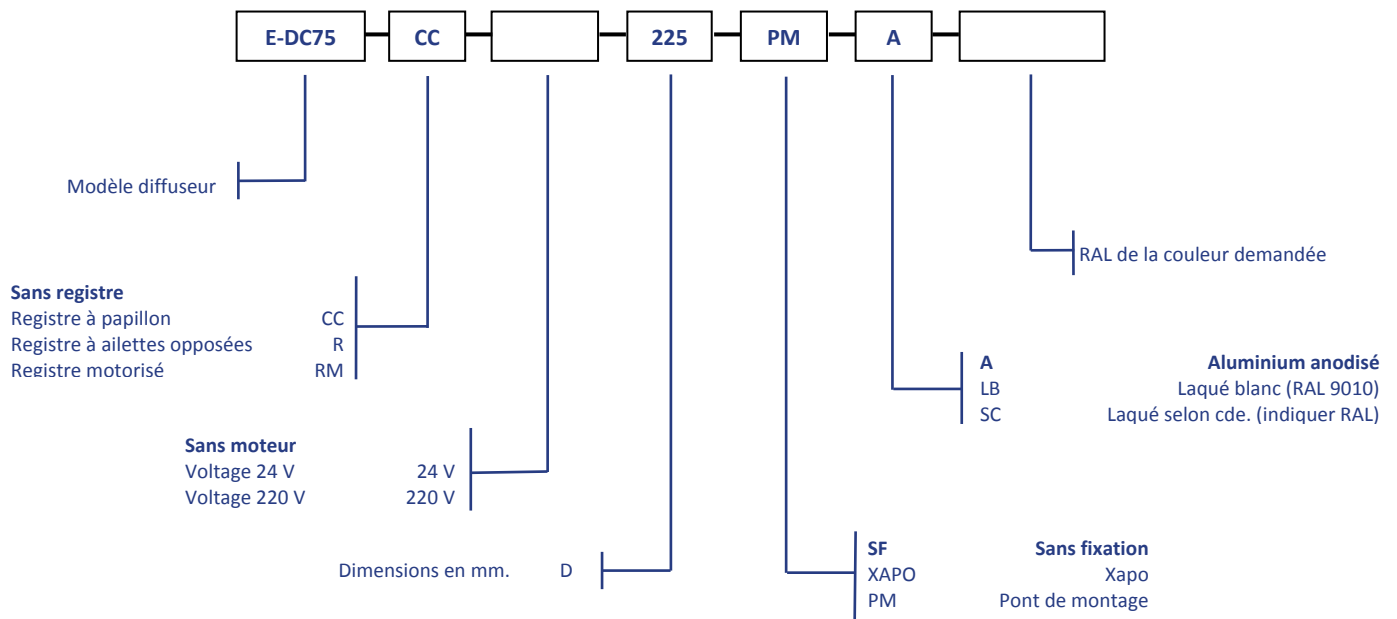 E-DC75 CC 225 PM A
Modèle diffuseur
RAL de la couleur demandée
Sans registre
Registre à papillon CC
Registre à ailettes opposées R
Registre motorisé RM
A Aluminium anodisé
LB Laqué blanc (RAL 9010)
SC Laqué selon cde. (indiquer RAL)
Sans moteur
Voltage 24 V 24 V
Voltage 220 V 220 V
Dimensions en mm. D
SF Sans fixation
XAPO Xapo
PM Pont de montage